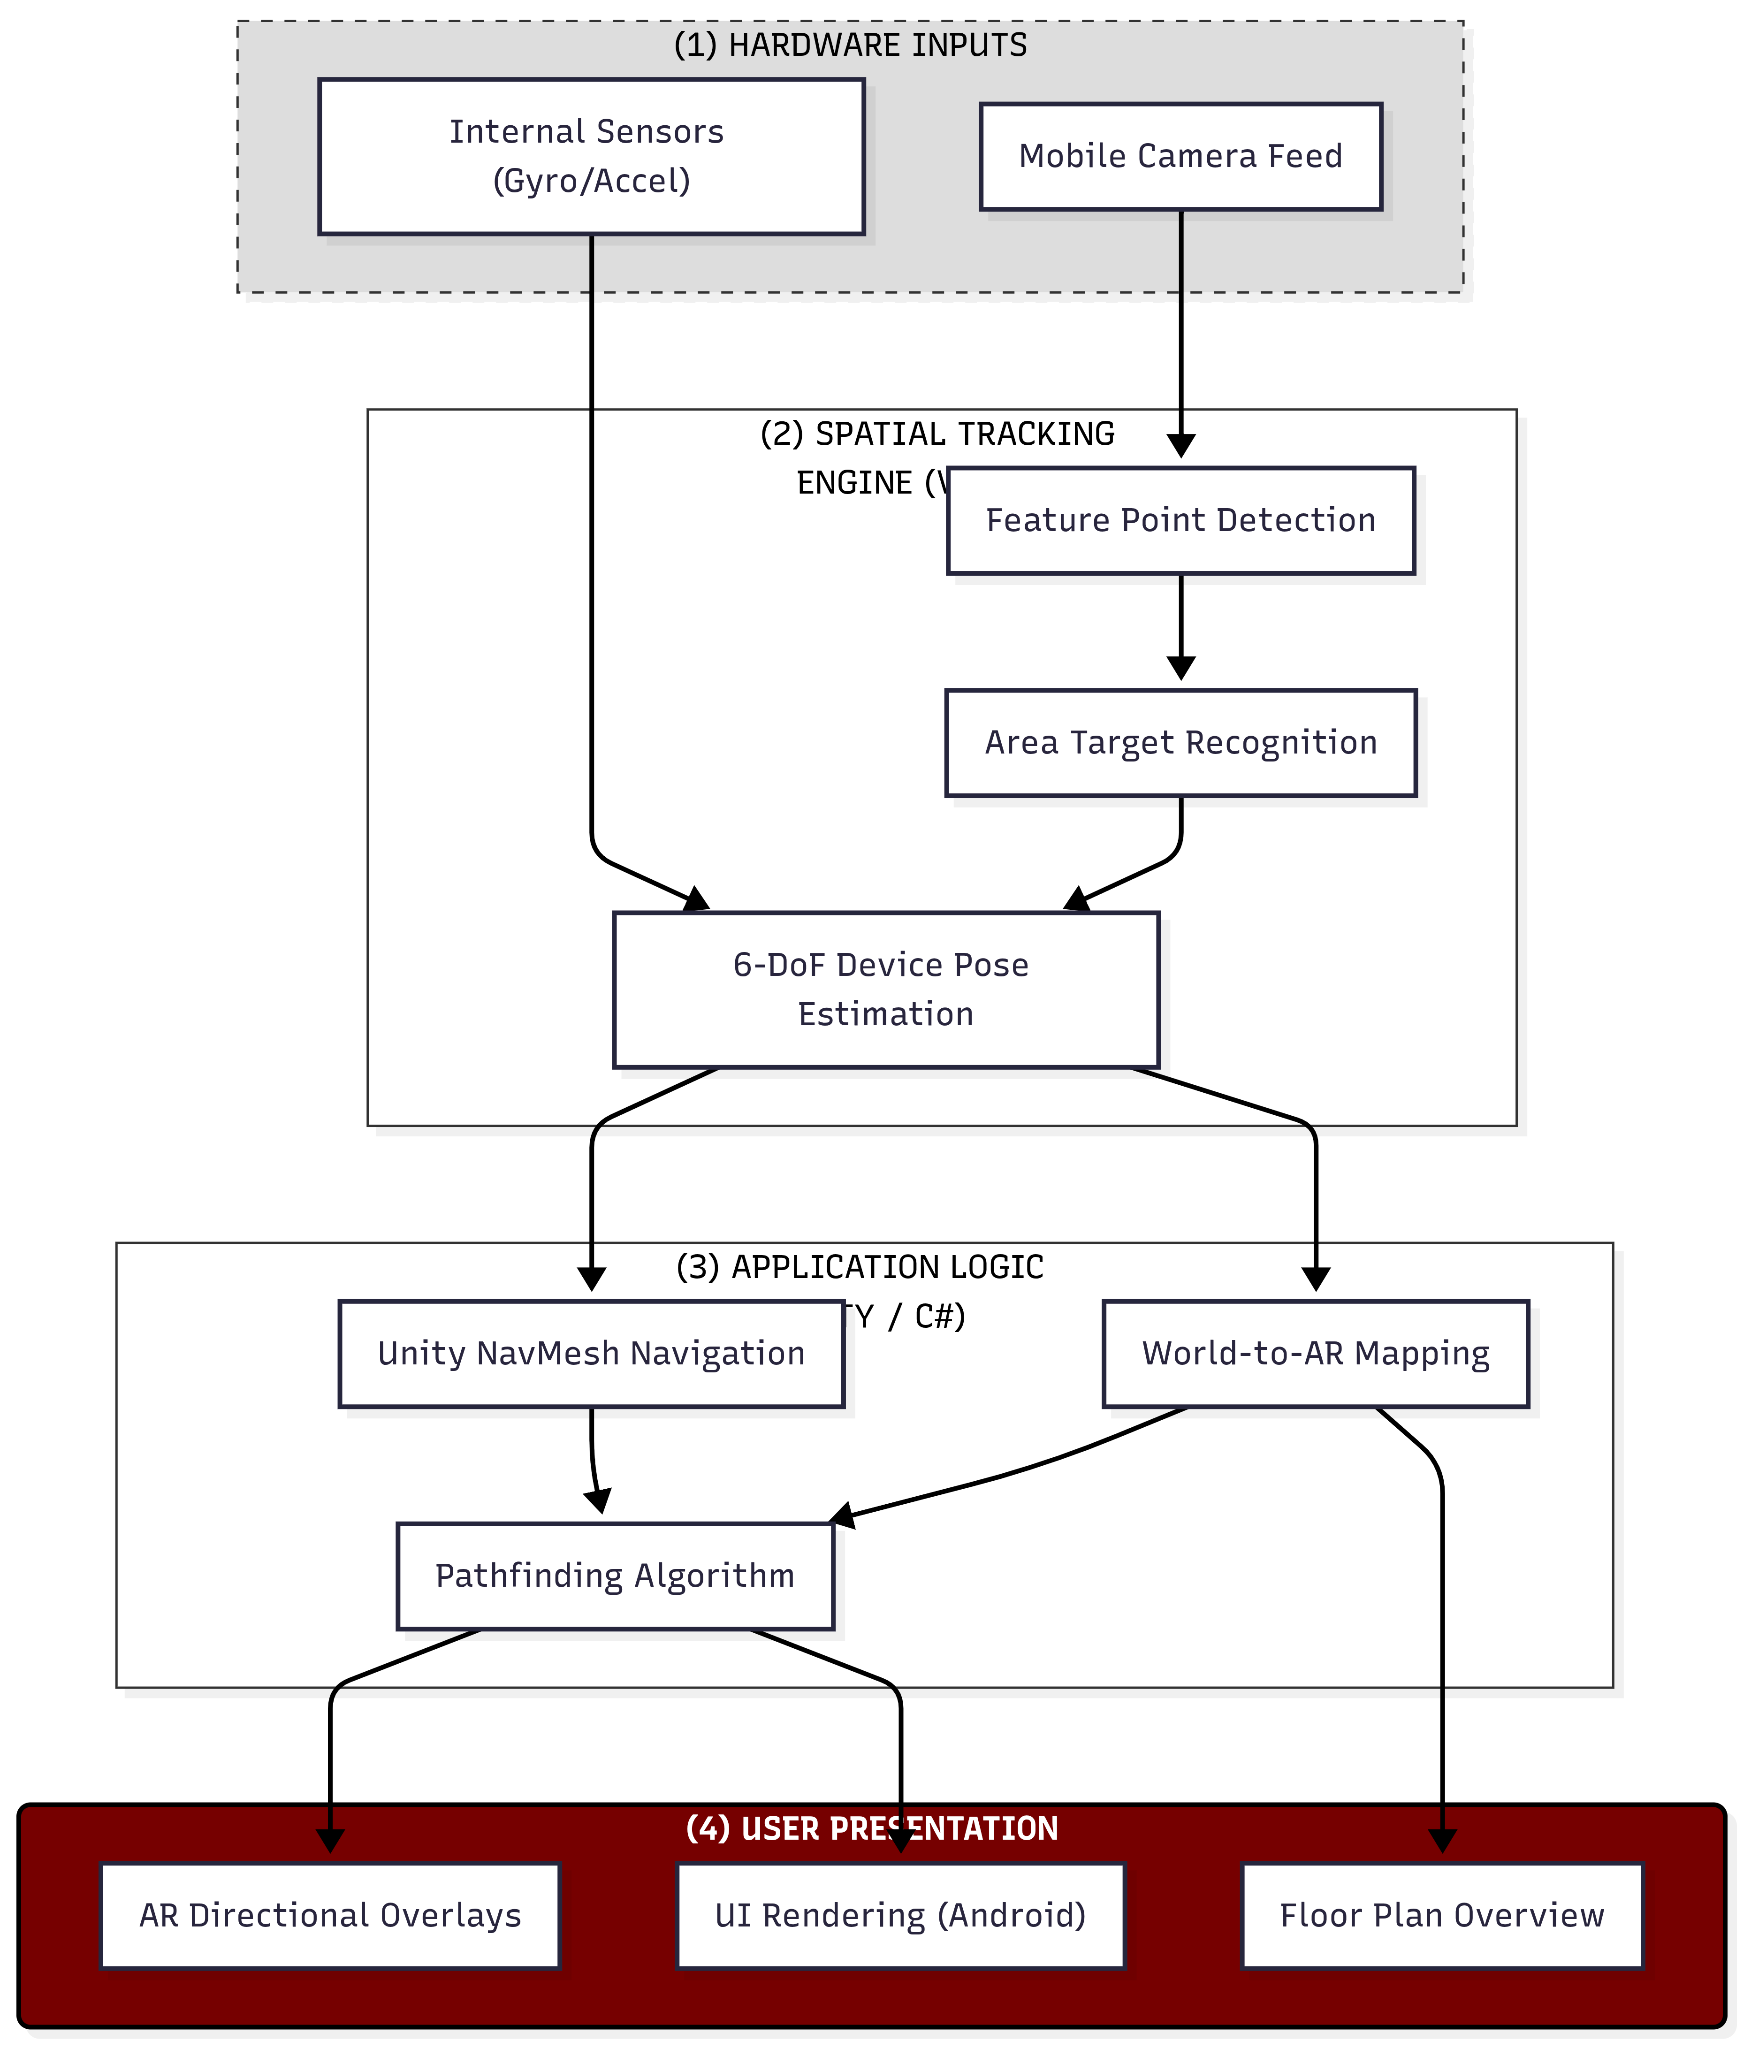 (1) HARDWARE INPUTS
Internal Sensors
(Gyro/Accel)
Mobile Camera Feed
(2) SPATIAL TRACKING
ENGINE
Feature Point Detection
Area Target Recognition
6-DoF Device Pose
Estimation
(3) APPLICATION LOGIC
/ C#)
Unity NavMesh Navigation
World-to-AR Mapping
Pathfinding Algorithm
(4) USER PRESENTATION
AR Directional Overlays
UI Rendering (Android)
Floor Plan Overview